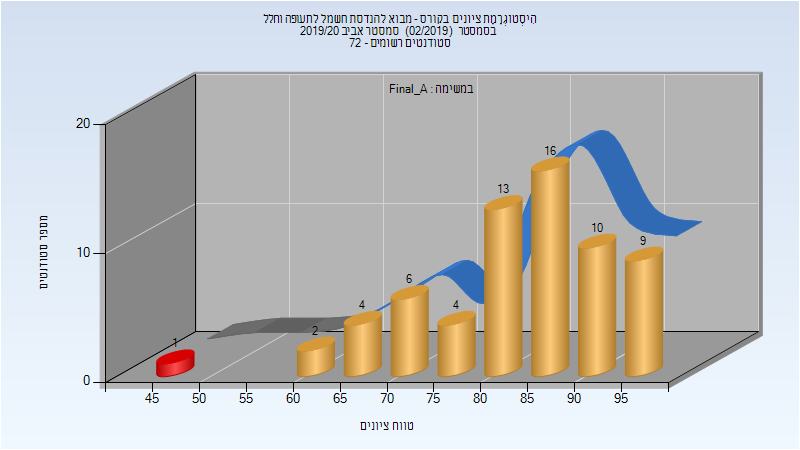 הִיסְטוֹגְרָמַת ציונים בקורס - מבוא להנדסת חשמל לתעופה וחלל
בסמסטר (02/2019) סמסטר אביב 2019/20
סטודנטים רשומים - 72
במשימה : Final_A
מספר סטודנטים
20
10
0
1
2
4
6
4
13
16
10
9
45 50 55 60 65 70 75 80 85 90 95
טווח ציונים